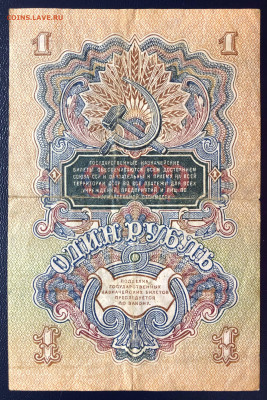 COINS.LAVE.RU
1 1
ГОСУДАРСТВЕННЫЕ КАЗНАЧЕЙСКИЕ
БИЛЕТЫ ОБЕСПЕЧИВАЮТСЯ ВСЕМ ДОСТОЯНИЕМ
СОЮЗА ССР И ОБЯЗАТЕЛЬНЫ К ПРИЕМУ НА ВСЕЙ
ТЕРРИТОРИИ СССР ВО ВСЕ ПЛАТЕЖИ ДЛЯ ВСЕХ
УЧРЕЖДЕНИЙ, ПРЕДПРИЯТИЙ И ЛИЦ ПО
НАРИЦАТЕЛЬНОЙ СТОИМОСТИ
1 1
ОДИН РУБЛЬ
ПОДДЕЛКА
ГОСУДАРСТВЕННЫХ
КАЗНАЧЕЙСКИХ БИЛЕТОВ
ПРЕСЛЕДУЕТСЯ
ПО ЗАКОНУ.
1 1